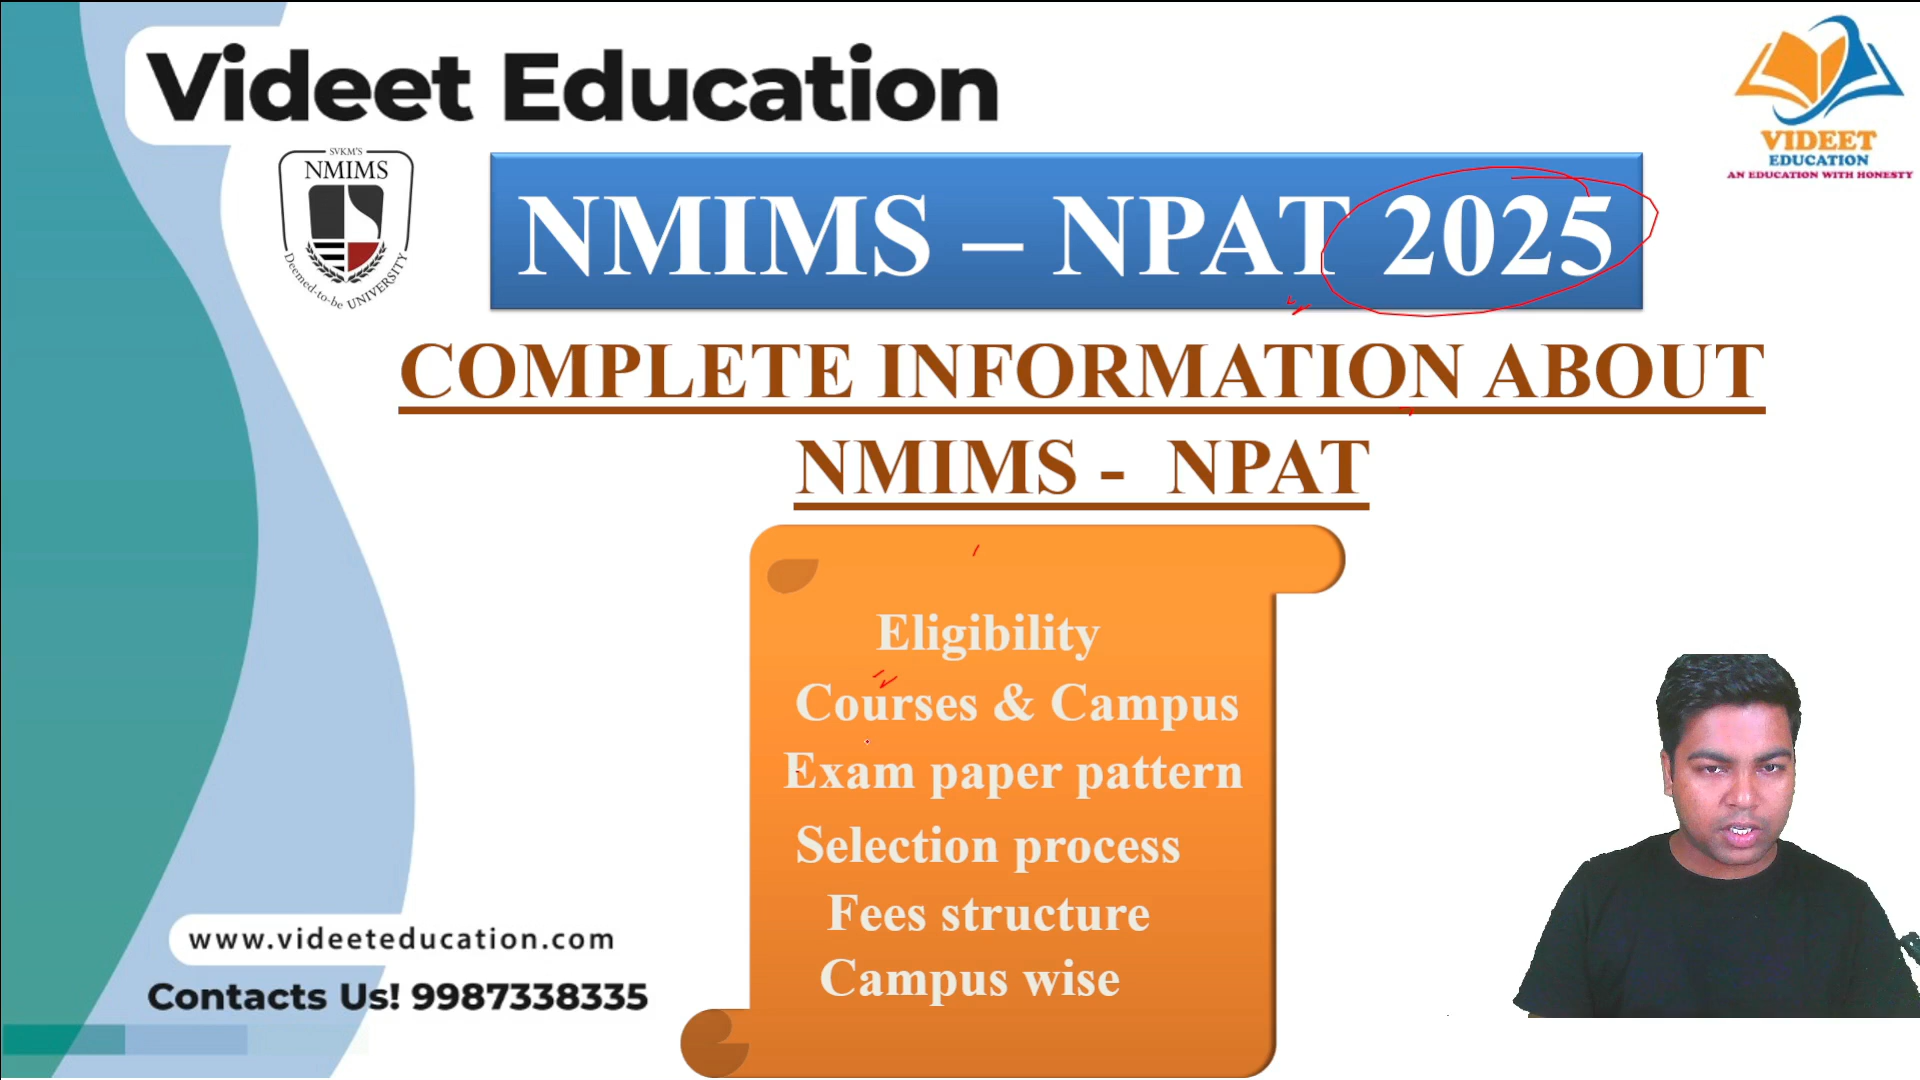 Videet Education
VIDEET
EDUCATION
AN EDUCATION WITH HONESTY
SVKM'S
NMIMS
Deemed-to-be UNIVERSITY
NMIMS – NPAT 2025
COMPLETE INFORMATION ABOUT
NMIMS - NPAT
Eligibility
Courses & Campus
Exam paper pattern
Selection process
Fees structure
Campus wise
www.videeteducation.com
Contacts Us! 9987338335